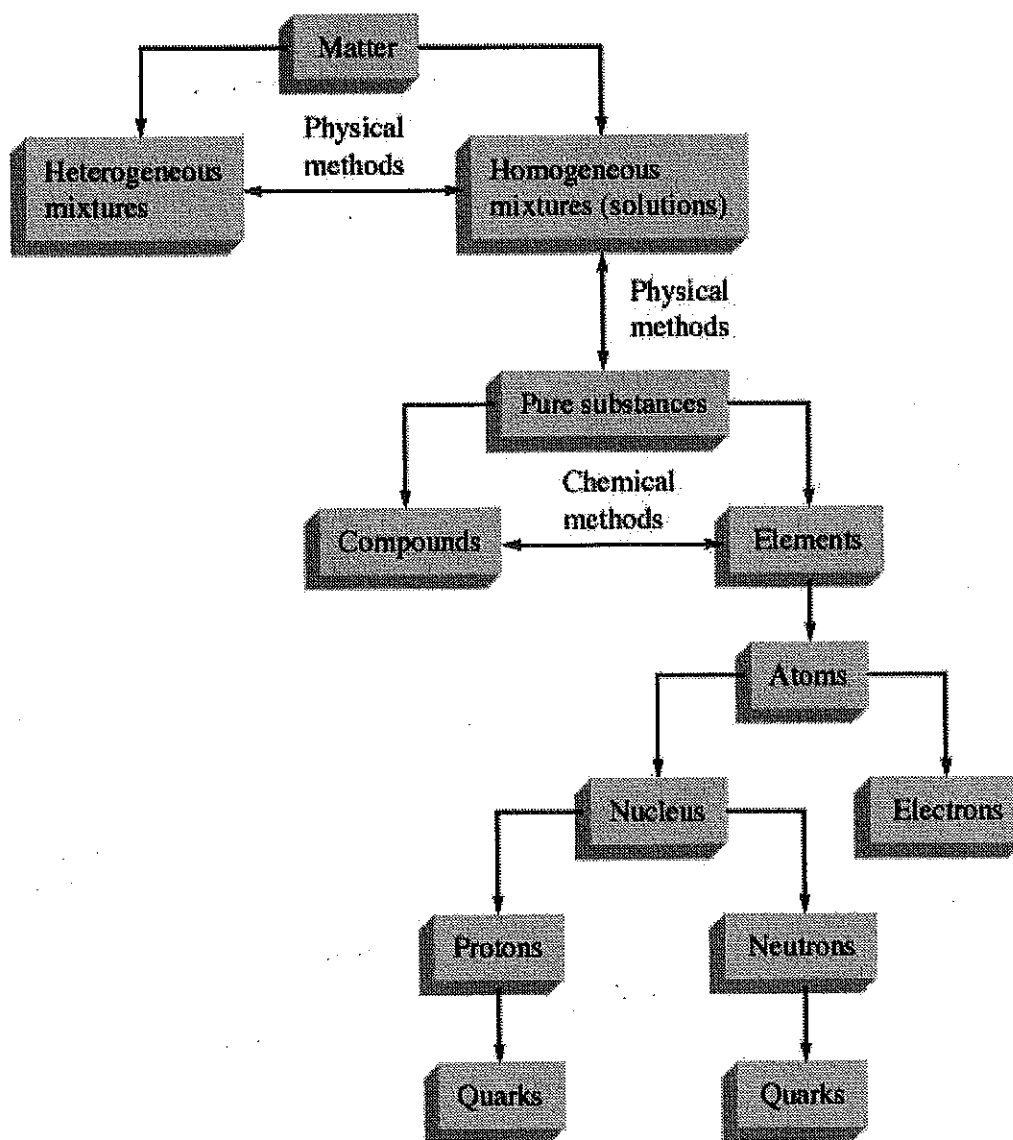 Matter
Physical
methods
Heterogeneous
mixtures
Homogeneous
mixtures (solutions)
Physical
methods
Pure substances
Chemical
methods
Compounds
Elements
Atoms
Nucleus
Electrons
Protons
Neutrons
Quarks
Quarks